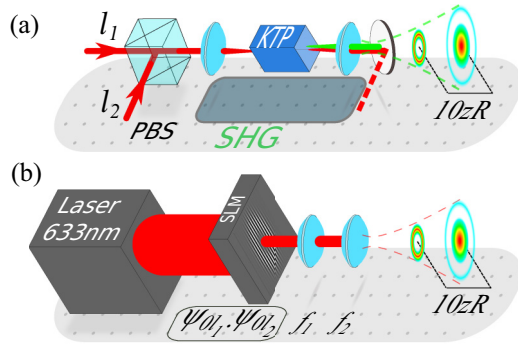 (a)
l₁
KTP
l₂
PBS
SHG
10zR
(b)
Laser
633nm
SLM
ψ0l₁.ψ0l₂ f₁ f₂
10zR